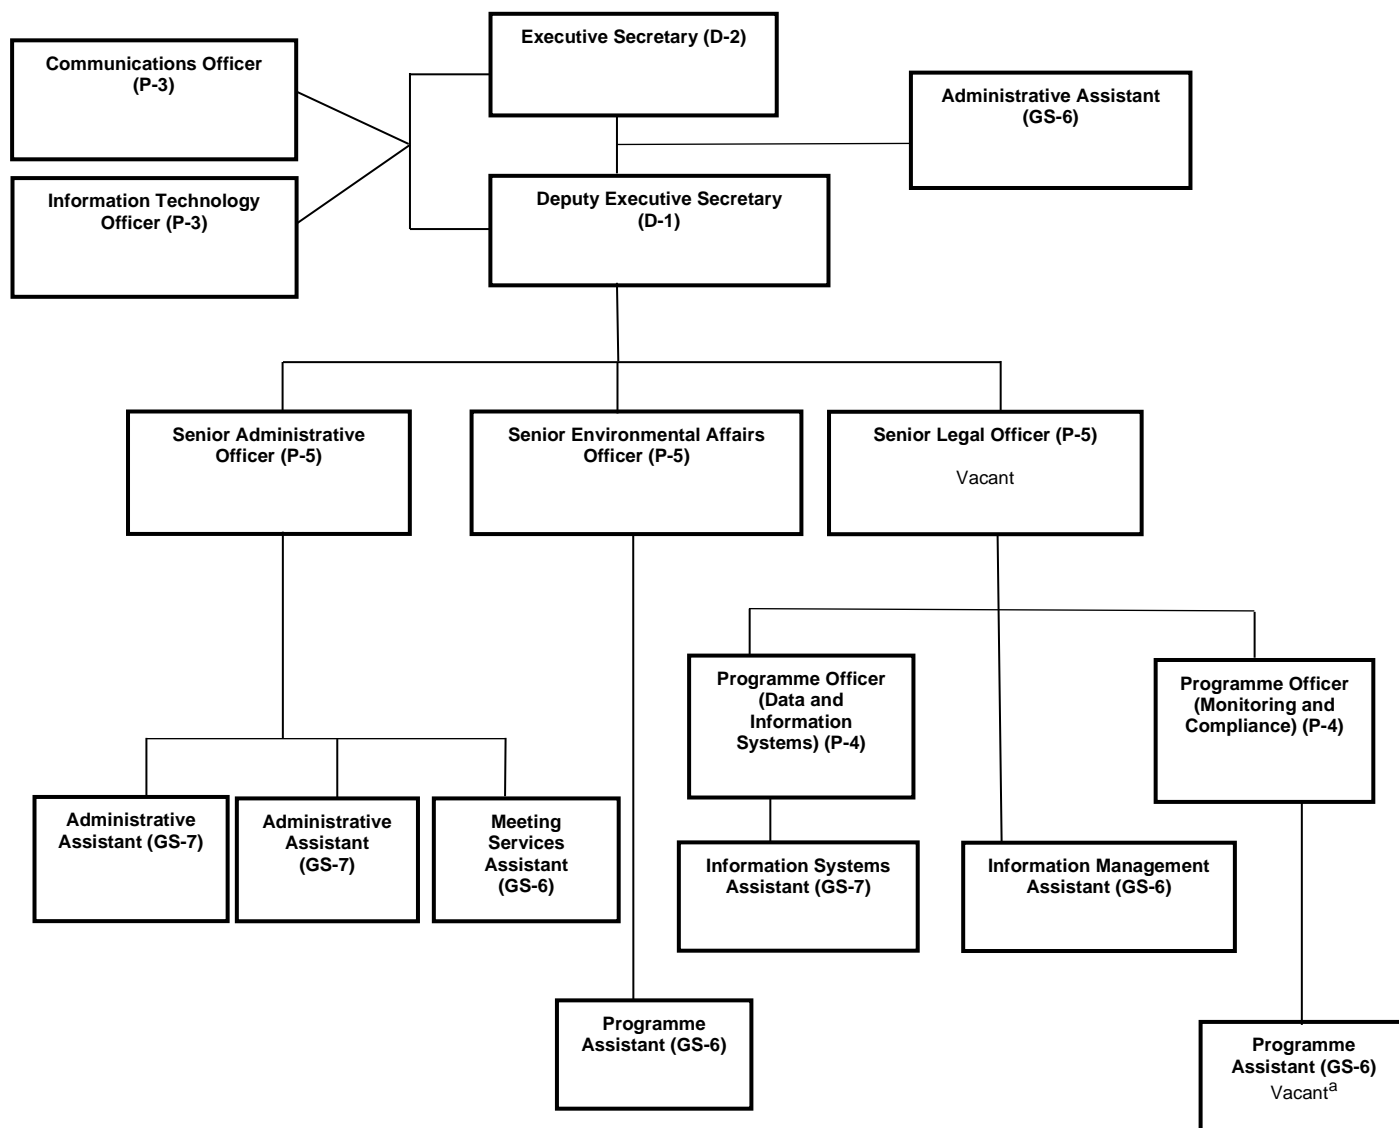 Executive Secretary (D-2)
Communications Officer
(P-3)
Administrative Assistant
(GS-6)
Information Technology
Officer (P-3)
Deputy Executive Secretary
(D-1)
Senior Administrative
Officer (P-5)
Senior Environmental Affairs
Officer (P-5)
Senior Legal Officer (P-5)
Vacant
Programme Officer
(Data and
Information
Systems) (P-4)
Programme Officer
(Monitoring and
Compliance) (P-4)
Administrative
Assistant (GS-7)
Administrative
Assistant
(GS-7)
Meeting
Services
Assistant
(GS-6)
Information Systems
Assistant (GS-7)
Information Management
Assistant (GS-6)
Programme
Assistant (GS-6)
Programme
Assistant (GS-6)
Vacantᵃ